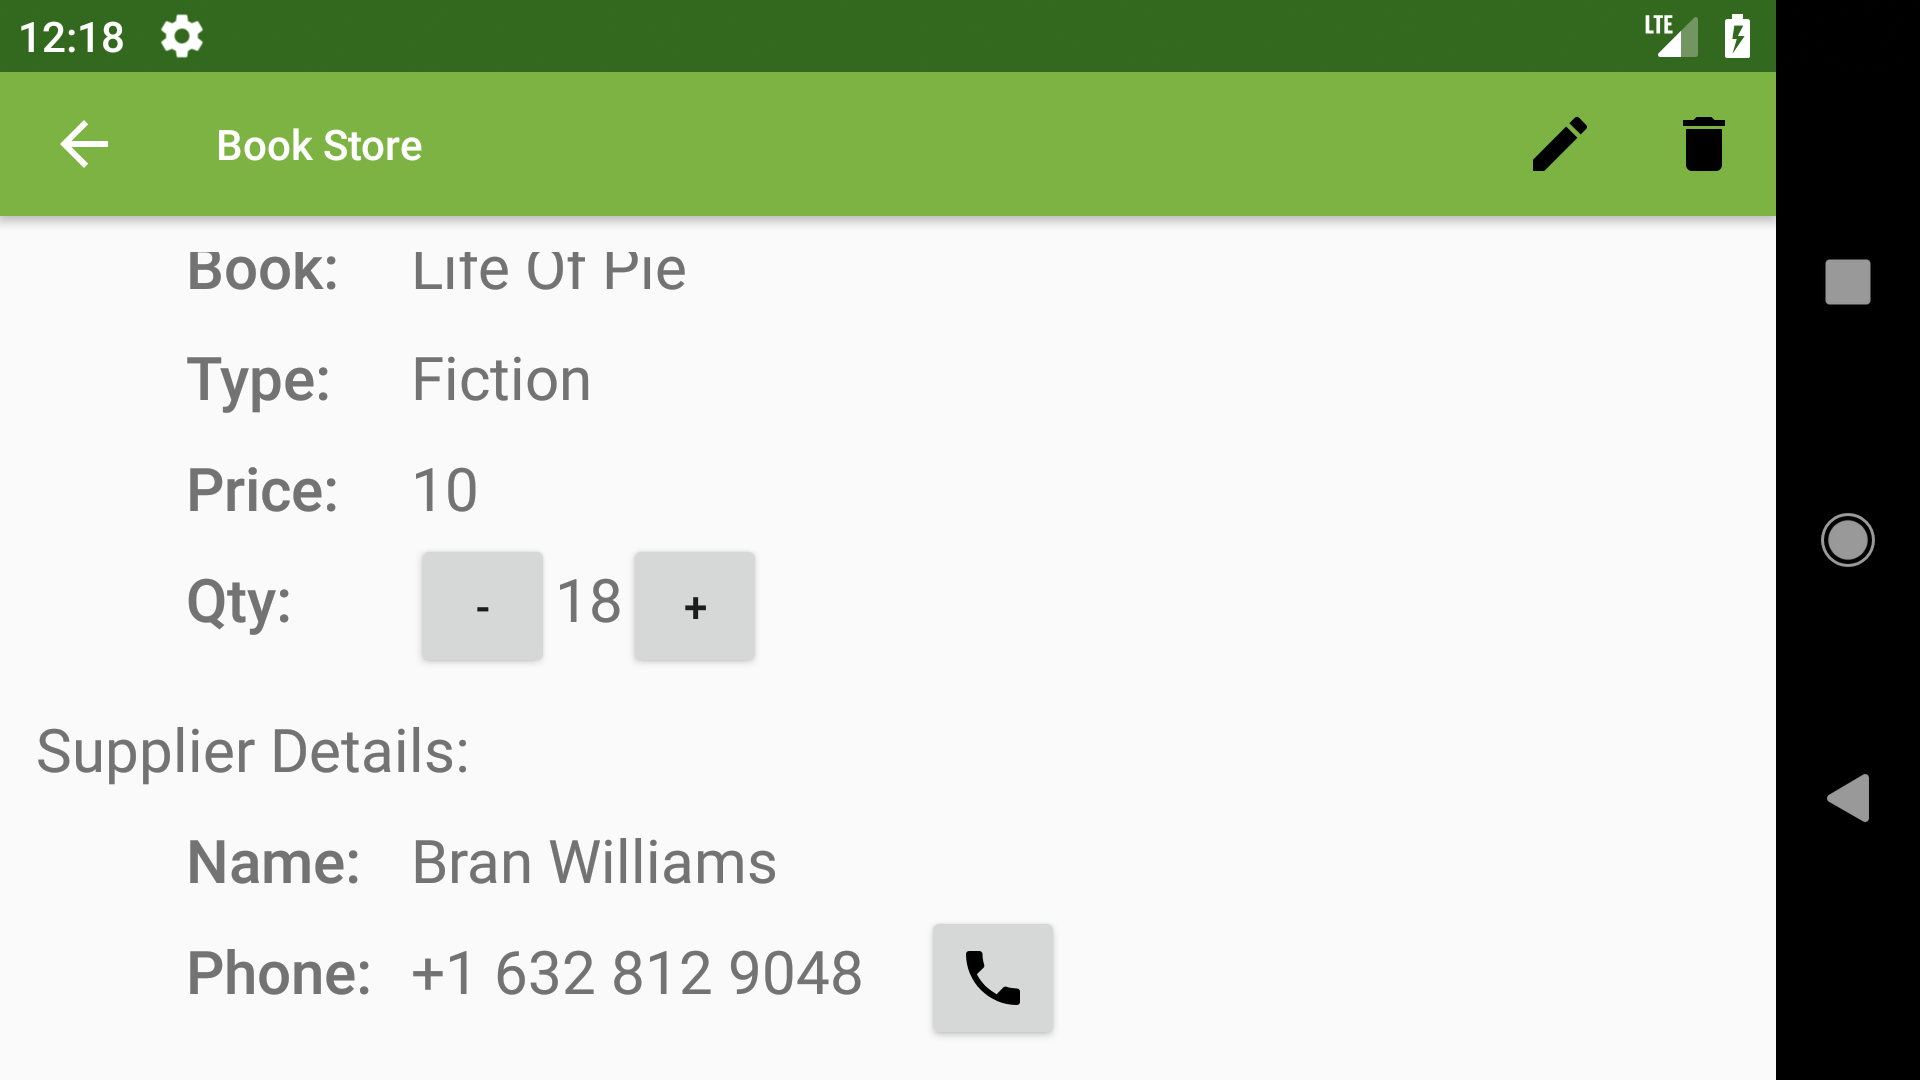 12:18 LTE
Book Store
Book: Life Of Pie
Type: Fiction
Price: 10
Qty: - 18 +
Supplier Details:
Name: Bran Williams
Phone: +1 632 812 9048